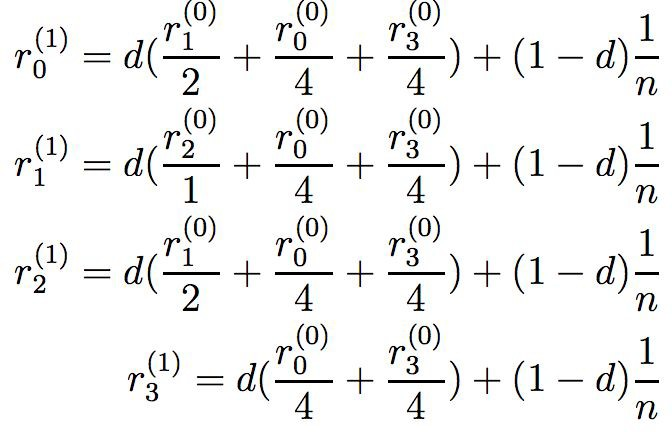 r_0^{(1)} = d(\frac{r_1^{(0)}}{2} + \frac{r_0^{(0)}}{4} + \frac{r_3^{(0)}}{4}) + (1 - d)\frac{1}{n}
r_1^{(1)} = d(\frac{r_2^{(0)}}{1} + \frac{r_0^{(0)}}{4} + \frac{r_3^{(0)}}{4}) + (1 - d)\frac{1}{n}
r_2^{(1)} = d(\frac{r_1^{(0)}}{2} + \frac{r_0^{(0)}}{4} + \frac{r_3^{(0)}}{4}) + (1 - d)\frac{1}{n}
r_3^{(1)} = d(\frac{r_0^{(0)}}{4} + \frac{r_3^{(0)}}{4}) + (1 - d)\frac{1}{n}